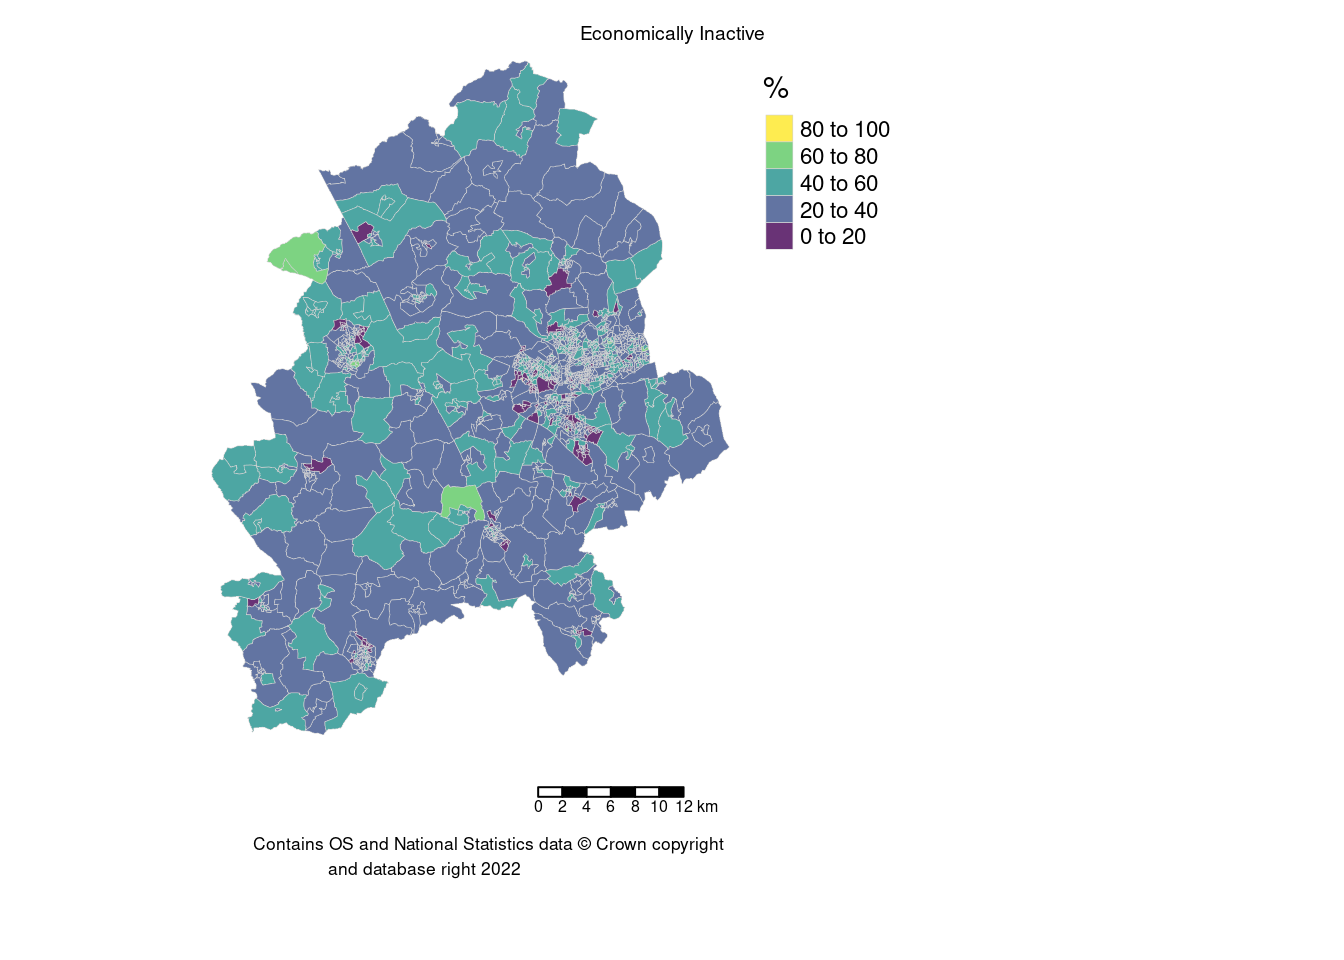 Economically Inactive
%
80 to 100
60 to 80
40 to 60
20 to 40
0 to 20
0 2 4 6 8 10 12 km
Contains OS and National Statistics data © Crown copyright
and database right 2022